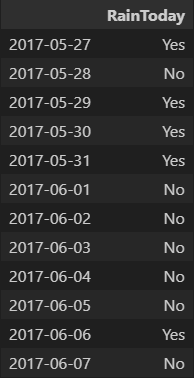 RainToday
2017-05-27 Yes
2017-05-28 No
2017-05-29 Yes
2017-05-30 Yes
2017-05-31 Yes
2017-06-01 No
2017-06-02 No
2017-06-03 No
2017-06-04 No
2017-06-05 No
2017-06-06 Yes
2017-06-07 No